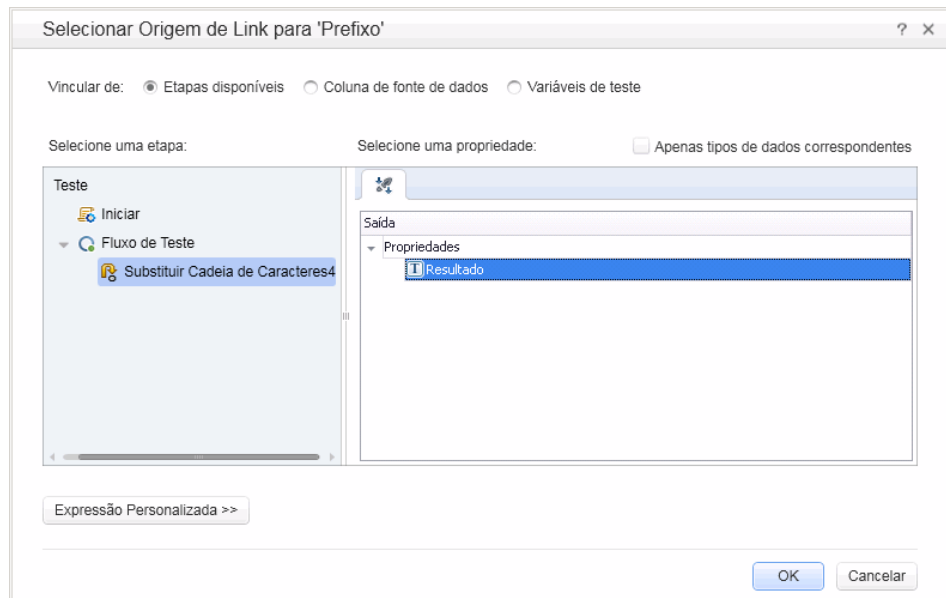 Selecionar Origem de Link para 'Prefixo'
? ×
Vincular de: Etapas disponíveis Coluna de fonte de dados Variáveis de teste
Selecione uma etapa: Selecione uma propriedade: Apenas tipos de dados correspondentes
Teste
Iniciar
Fluxo de Teste
Substituir Cadeia de Caracteres4
Saída
Propriedades
T Resultado
Expressão Personalizada >>
OK Cancelar